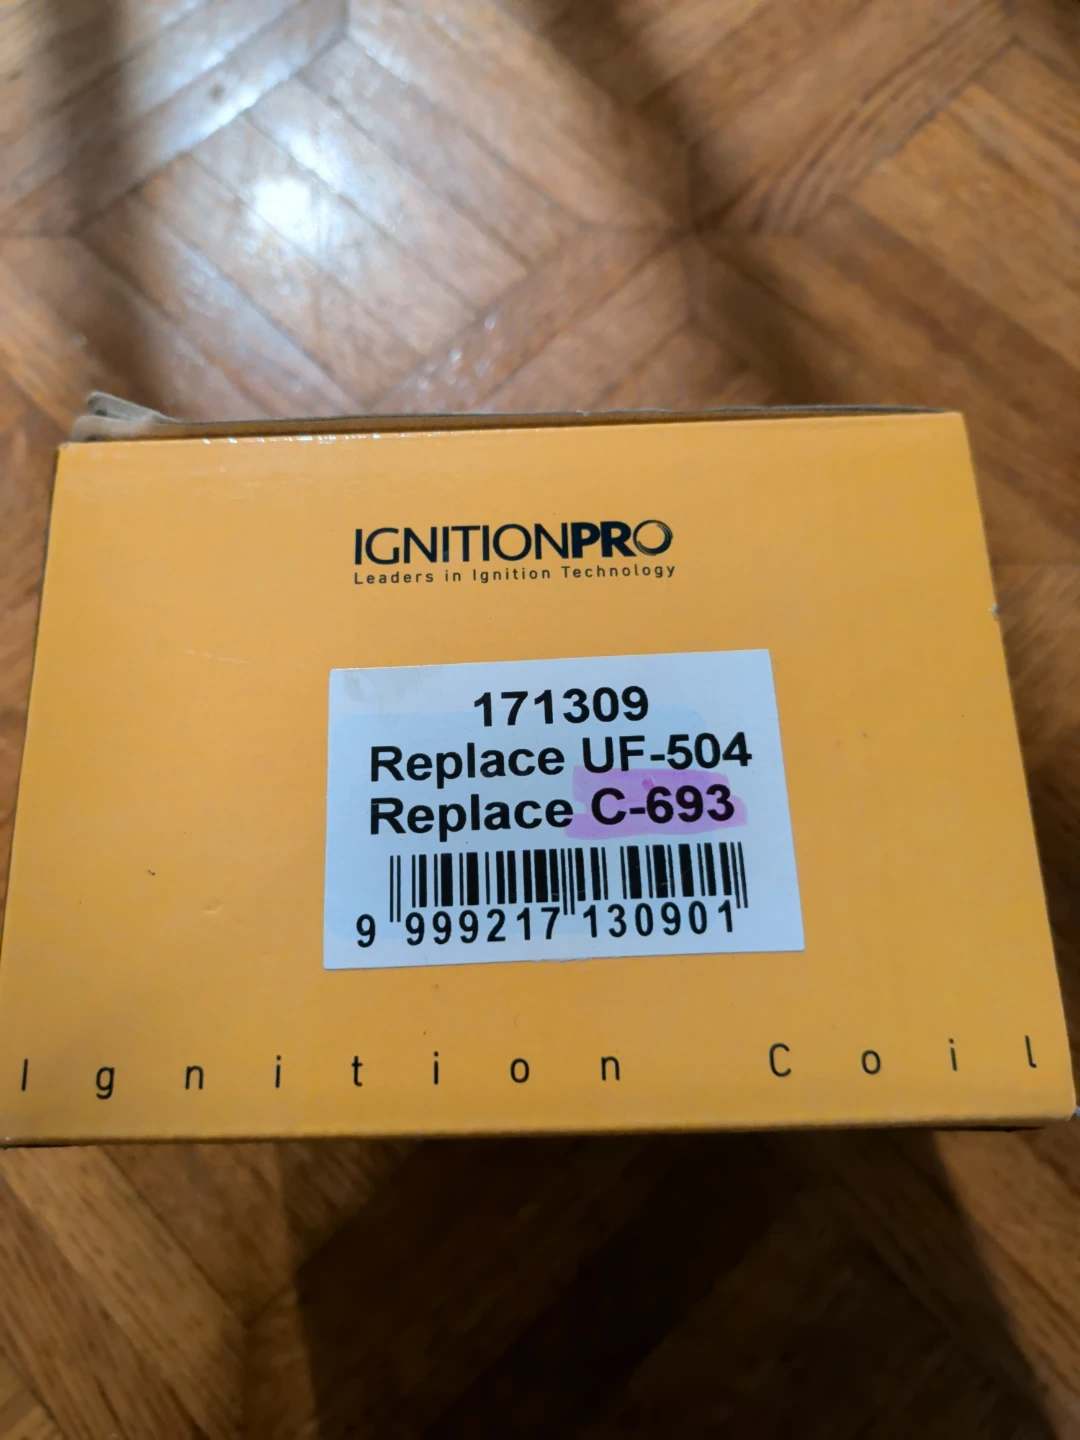 IGNITIONPRO
Leaders in Ignition Technology
171309
Replace UF-504
Replace C-693
9 999217 130901
Ignition Coil